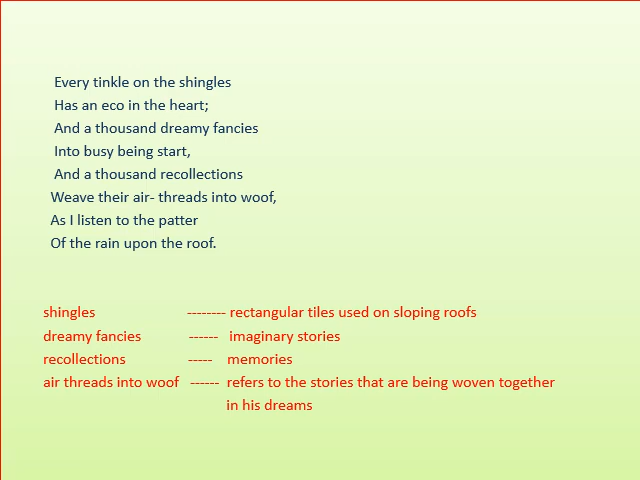 Every tinkle on the shingles
Has an eco in the heart;
And a thousand dreamy fancies
Into busy being start,
And a thousand recollections
Weave their air- threads into woof,
As I listen to the patter
Of the rain upon the roof.
shingles -------- rectangular tiles used on sloping roofs
dreamy fancies ------ imaginary stories
recollections ----- memories
air threads into woof ------ refers to the stories that are being woven together
in his dreams